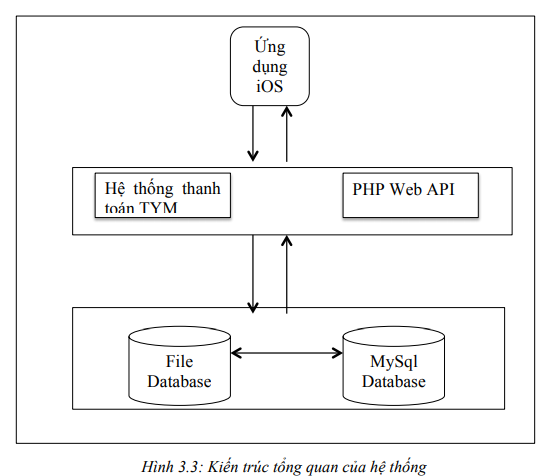 Ứng
dụng
iOS
Hệ thống thanh
toán TYM
PHP Web API
File
Database
MySql
Database
Hình 3.3: Kiến trúc tổng quan của hệ thống